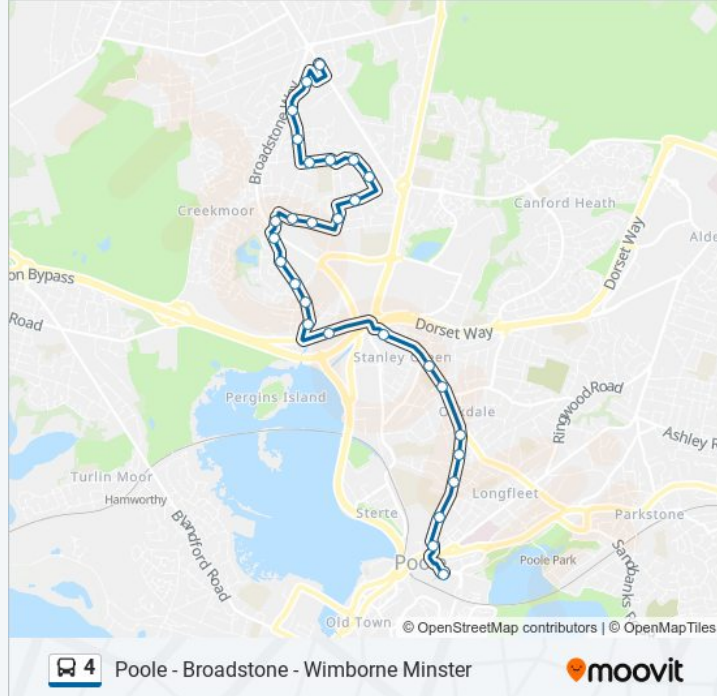 Broadstone Way
Creekmoor
Canford Heath
Dorset Way
on Bypass
Road
Dorset Way
Stanley Green
Pergins Island
Oakdale
Ringwood Road
Ashley R
Turlin Moor
Hamworthy
Longfleet
Blandford Road
Sterte
Parkstone
Poole
Poole Park
Sandbanks
Old Town
© OpenStreetMap contributors | © OpenMapTiles
4 Poole - Broadstone - Wimborne Minster
moovit